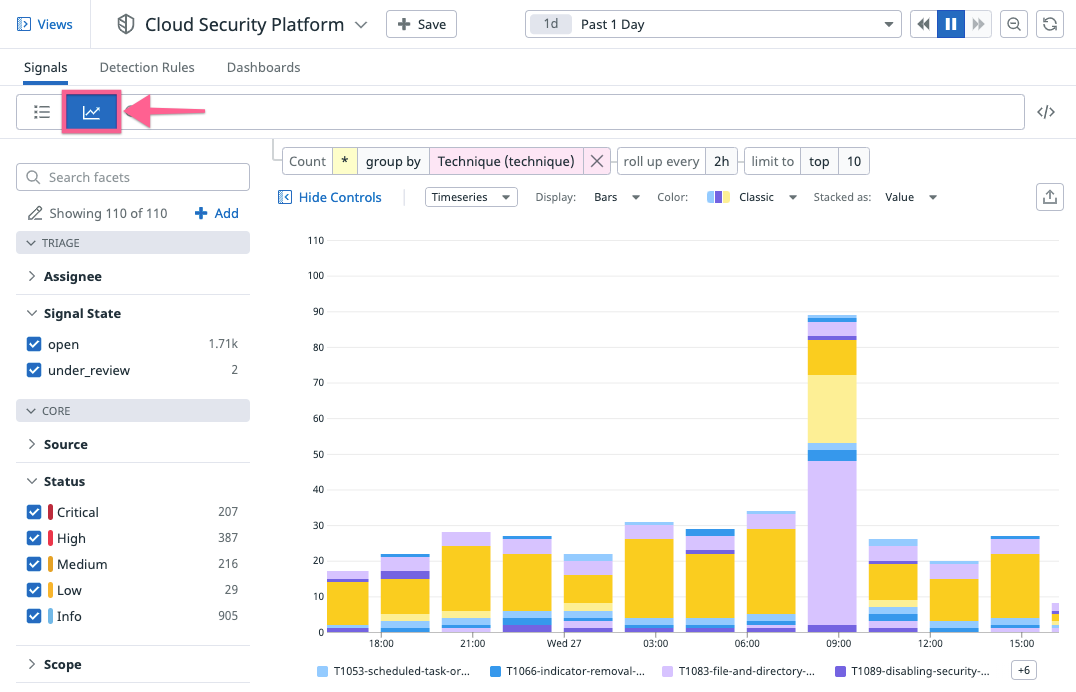 Views
Cloud Security Platform
Save
1d Past 1 Day
Signals Detection Rules Dashboards
</>
Count * group by Technique (technique) roll up every 2h limit to top 10
Search facets
Hide Controls Timeseries Display: Bars Color: Classic Stacked as: Value
Showing 110 of 110 + Add
TRIAGE
Assignee
Signal State
open 1.71k
under_review 2
CORE
Source
Status
Critical 207
High 387
Medium 216
Low 29
Info 905
Scope
110
100
90
80
70
60
50
40
30
20
10
0
18:00 21:00 Wed 27 03:00 06:00 09:00 12:00 15:00
T1053-scheduled-task-or... T1066-indicator-removal-... T1083-file-and-directory-... T1089-disabling-security-... +6